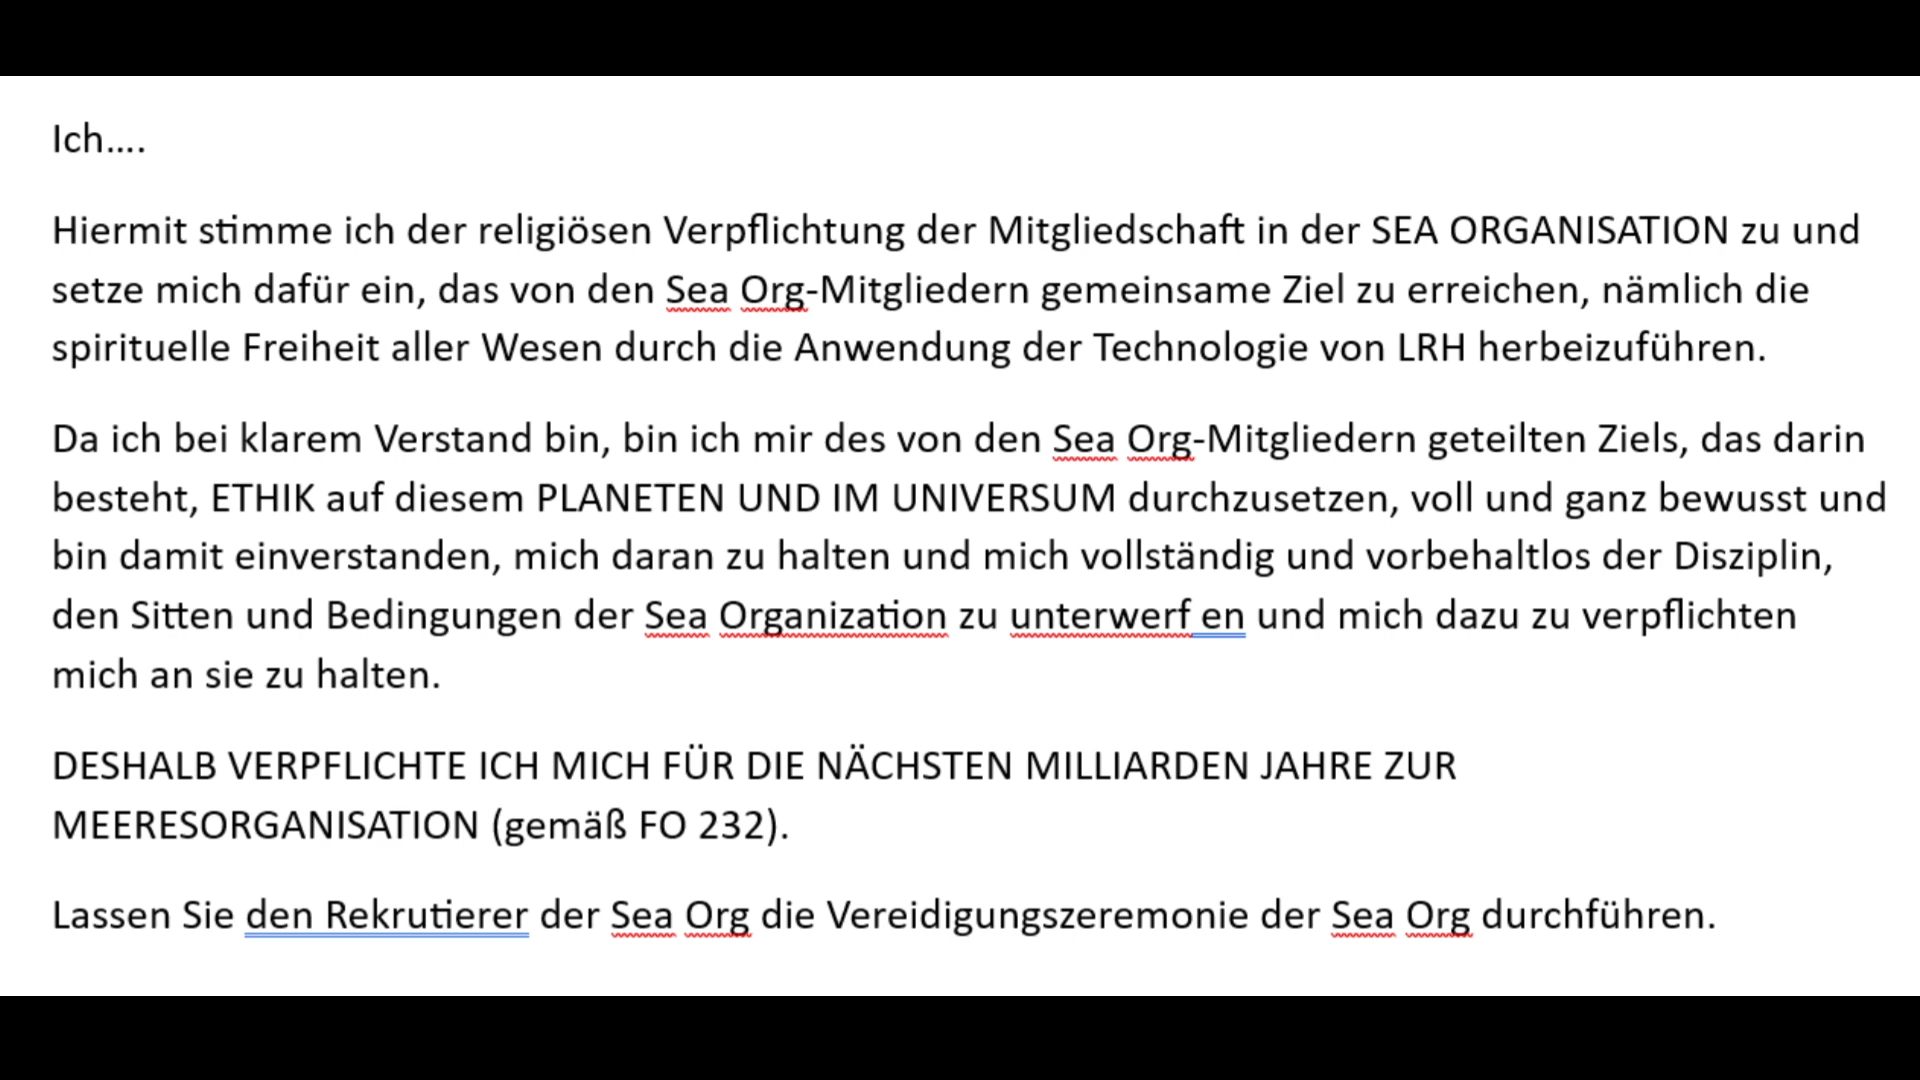 Ich....
Hiermit stimme ich der religiösen Verpflichtung der Mitgliedschaft in der SEA ORGANISATION zu und
setze mich dafür ein, das von den Sea Org-Mitgliedern gemeinsame Ziel zu erreichen, nämlich die
spirituelle Freiheit aller Wesen durch die Anwendung der Technologie von LRH herbeizuführen.
Da ich bei klarem Verstand bin, bin ich mir des von den Sea Org-Mitgliedern geteilten Ziels, das darin
besteht, ETHIK auf diesem PLANETEN UND IM UNIVERSUM durchzusetzen, voll und ganz bewusst und
bin damit einverstanden, mich daran zu halten und mich vollständig und vorbehaltlos der Disziplin,
den Sitten und Bedingungen der Sea Organization zu unterwerf en und mich dazu zu verpflichten
mich an sie zu halten.
DESHALB VERPFLICHTE ICH MICH FÜR DIE NÄCHSTEN MILLIARDEN JAHRE ZUR
MEERESORGANISATION (gemäß FO 232).
Lassen Sie den Rekrutierer der Sea Org die Vereidigungszeremonie der Sea Org durchführen.